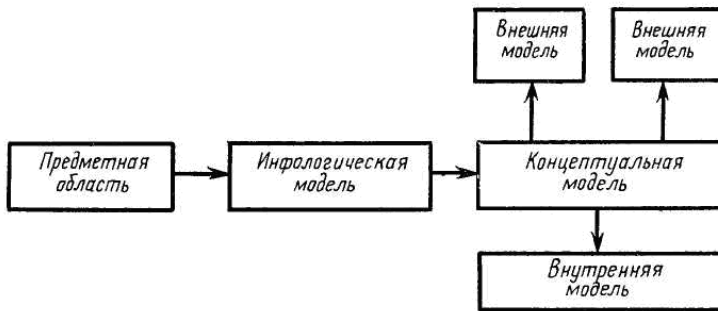 Внешняя
модель
Внешняя
модель
Предметная
область
Инфологическая
модель
Концептуальная
модель
Внутренняя
модель